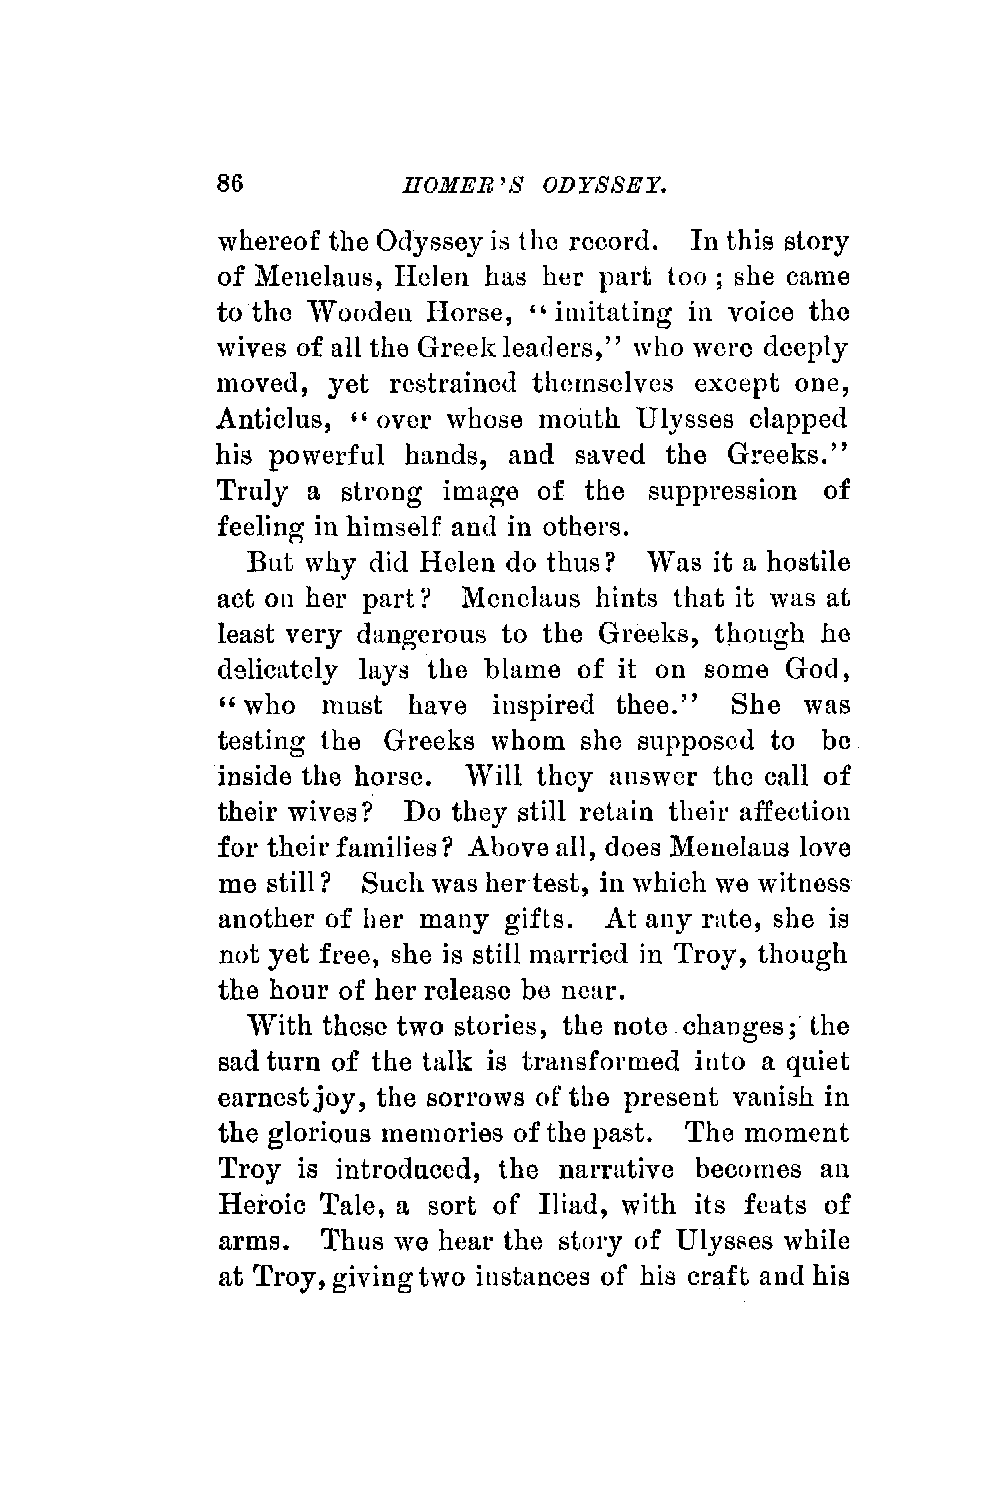 86 HOMER'S ODYSSEY.
whereof the Odyssey is the record. In this story
of Menelaus, Helen has her part too; she came
to the Wooden Horse, "imitating in voice the
wives of all the Greek leaders," who were deeply
moved, yet restrained themselves except one,
Anticlus, "over whose mouth Ulysses clapped
his powerful hands, and saved the Greeks."
Truly a strong image of the suppression of
feeling in himself and in others.
But why did Helen do thus? Was it a hostile
act on her part? Menelaus hints that it was at
least very dangerous to the Greeks, though he
delicately lays the blame of it on some God,
"who must have inspired thee." She was
testing the Greeks whom she supposed to be
inside the horse. Will they answer the call of
their wives? Do they still retain their affection
for their families? Above all, does Menelaus love
me still? Such was her test, in which we witness
another of her many gifts. At any rate, she is
not yet free, she is still married in Troy, though
the hour of her release be near.
With these two stories, the note changes; the
sad turn of the talk is transformed into a quiet
earnest joy, the sorrows of the present vanish in
the glorious memories of the past. The moment
Troy is introduced, the narrative becomes an
Heroic Tale, a sort of Iliad, with its feats of
arms. Thus we hear the story of Ulysses while
at Troy, giving two instances of his craft and his